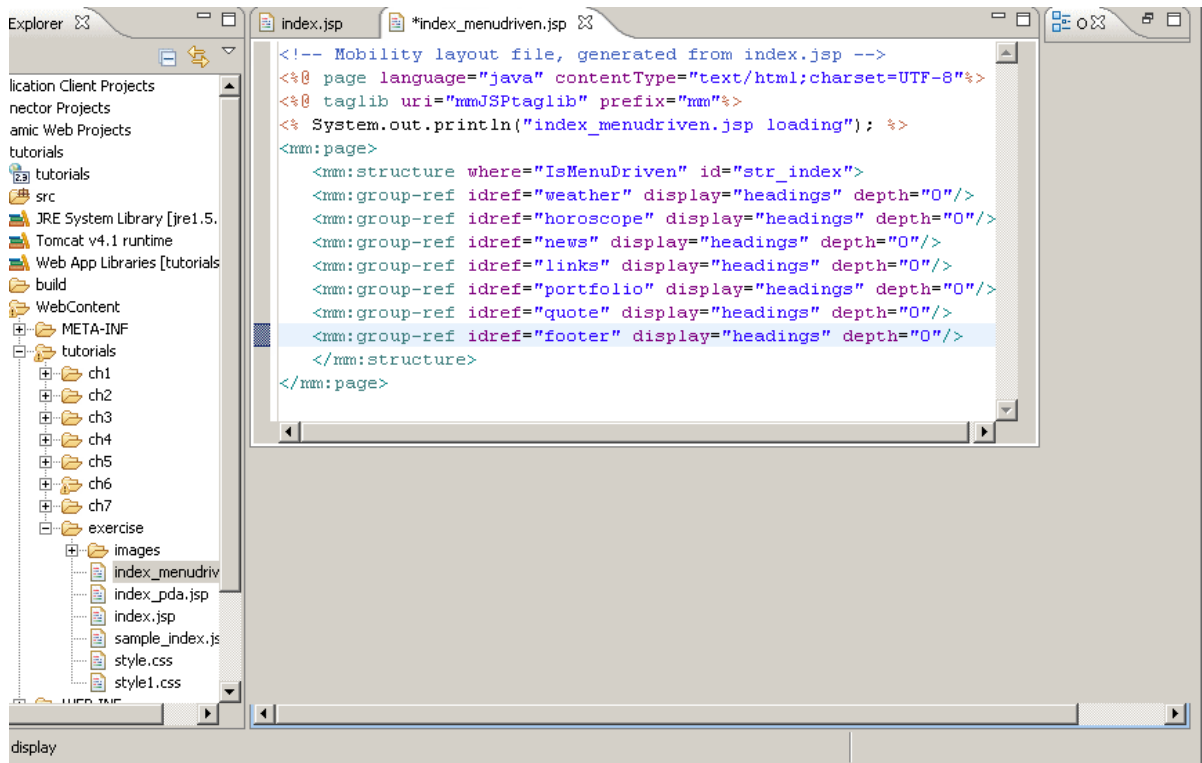 Explorer
index.jsp
*index_menudriven.jsp
lication Client Projects
nector Projects
amic Web Projects
tutorials
tutorials
src
JRE System Library [jre1.5.
Tomcat v4.1 runtime
Web App Libraries [tutorials
build
WebContent
META-INF
tutorials
ch1
ch2
ch3
ch4
ch5
ch6
ch7
exercise
images
index_menudriv
index_pda.jsp
index.jsp
sample_index.js
style.css
style1.css
WEB-INF
<!-- Mobility layout file, generated from index.jsp -->
<%@ page language="java" contentType="text/html;charset=UTF-8"%>
<%@ taglib uri="mmJSPtaglib" prefix="mm"%>
<% System.out.println("index_menudriven.jsp loading"); %>
<mm:page>
<mm:structure where="IsMenuDriven" id="str_index">
<mm:group-ref idref="weather" display="headings" depth="0"/>
<mm:group-ref idref="horoscope" display="headings" depth="0"/>
<mm:group-ref idref="news" display="headings" depth="0"/>
<mm:group-ref idref="links" display="headings" depth="0"/>
<mm:group-ref idref="portfolio" display="headings" depth="0"/>
<mm:group-ref idref="quote" display="headings" depth="0"/>
<mm:group-ref idref="footer" display="headings" depth="0"/>
</mm:structure>
</mm:page>
O
display